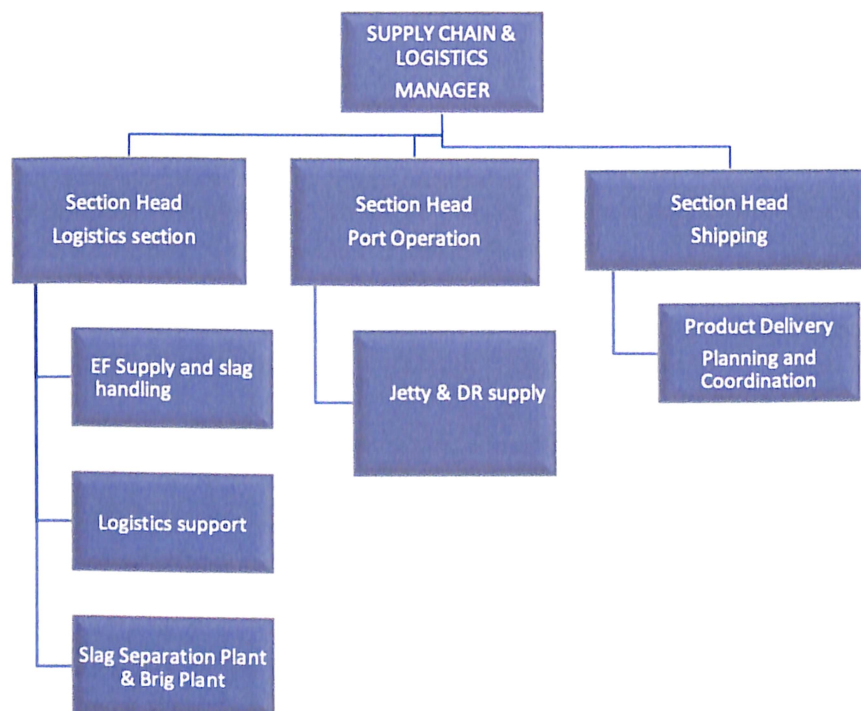 SUPPLY CHAIN &
LOGISTICS
MANAGER
Section Head
Logistics section
Section Head
Port Operation
Section Head
Shipping
EF Supply and slag
handling
Logistics support
Slag Separation Plant
& Brig Plant
Jetty & DR supply
Product Delivery
Planning and
Coordination